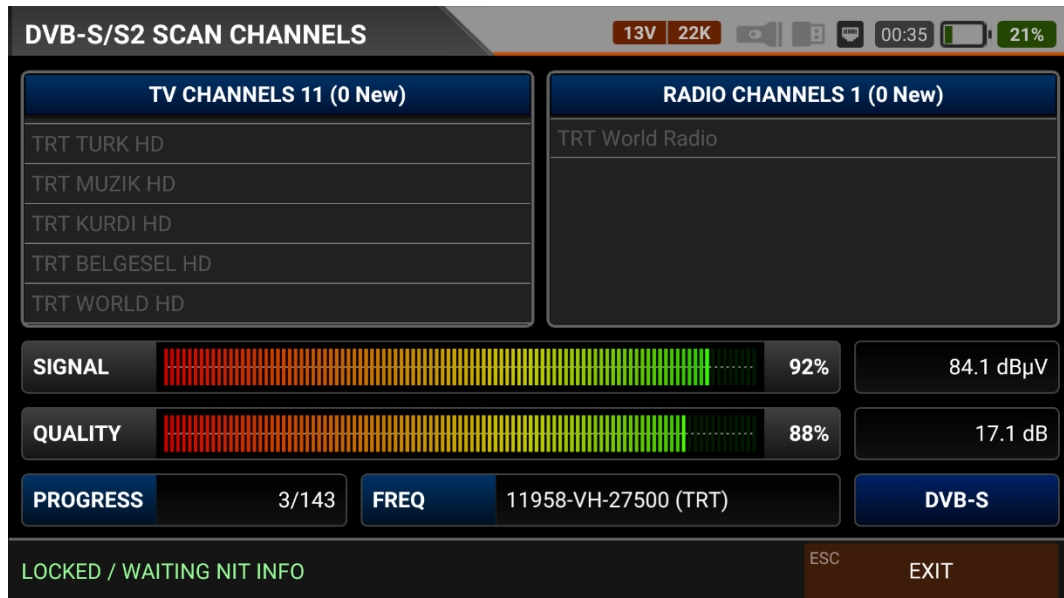 DVB-S/S2 SCAN CHANNELS
13V 22K 00:35 21%
TV CHANNELS 11 (0 New)
TRT TURK HD
TRT MUZIK HD
TRT KURDI HD
TRT BELGESEL HD
TRT WORLD HD
RADIO CHANNELS 1 (0 New)
TRT World Radio
SIGNAL 92% 84.1 dBµV
QUALITY 88% 17.1 dB
PROGRESS 3/143 FREQ 11958-VH-27500 (TRT) DVB-S
LOCKED / WAITING NIT INFO ESC EXIT